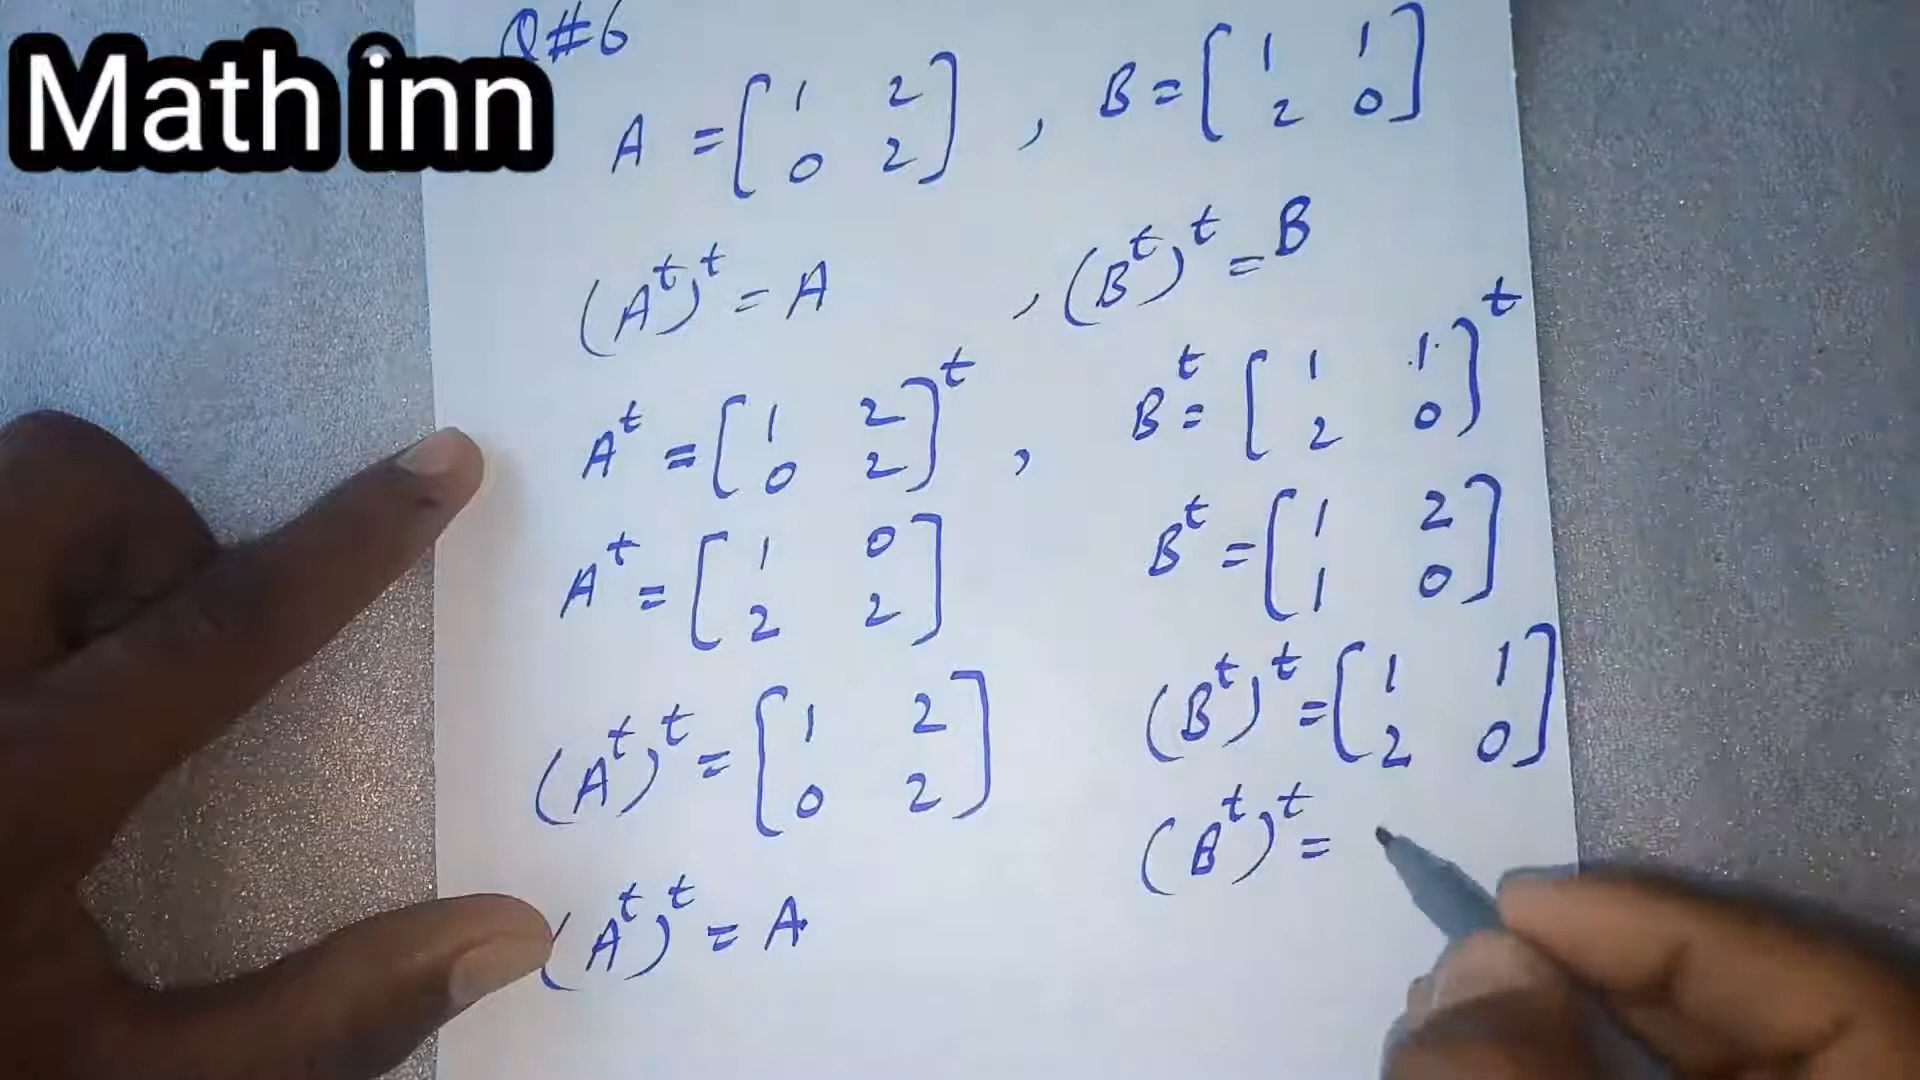 Math inn
Q#6
A = [1 2 0 2] , B = [1 1 2 0]
(A^t)^t = A , (B^t)^t = B
A^t = [1 2 0 2]^t , B^t = [1 1 2 0]^t
A^t = [1 0 2 2] B^t = [1 2 1 0]
(A^t)^t = [1 2 0 2] (B^t)^t = [1 1 2 0]
(A^t)^t = A (B^t)^t =